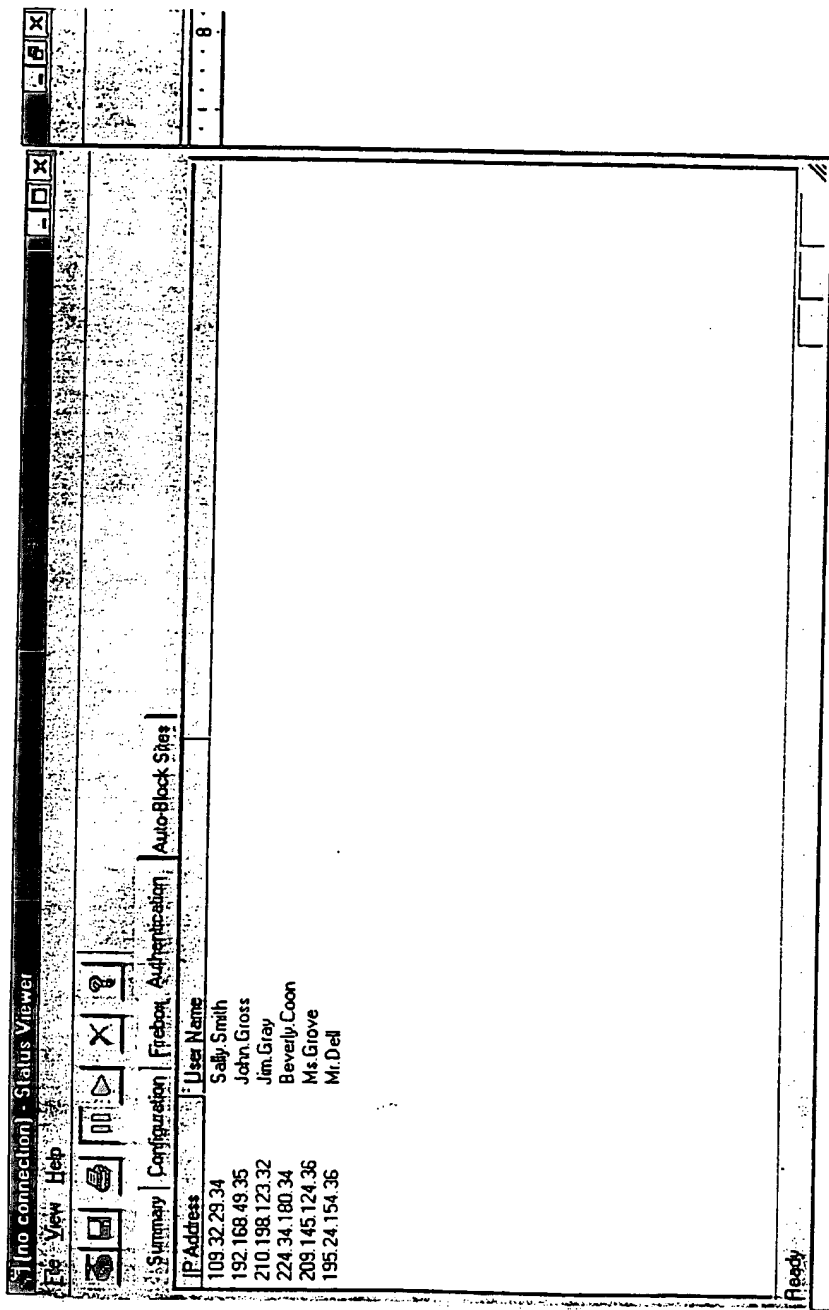 (no connection) - Status Viewer
File View Help
Summary Configuration Firebox Authentication Auto-Block Sites
IP Address User Name
109.32.29.34 Sally.Smith
192.168.49.35 John.Gross
210.198.123.32 Jim.Gray
224.34.180.34 Beverly.Coon
209.145.124.36 Ms.Grove
195.24.154.36 Mr.Dell
Ready
8